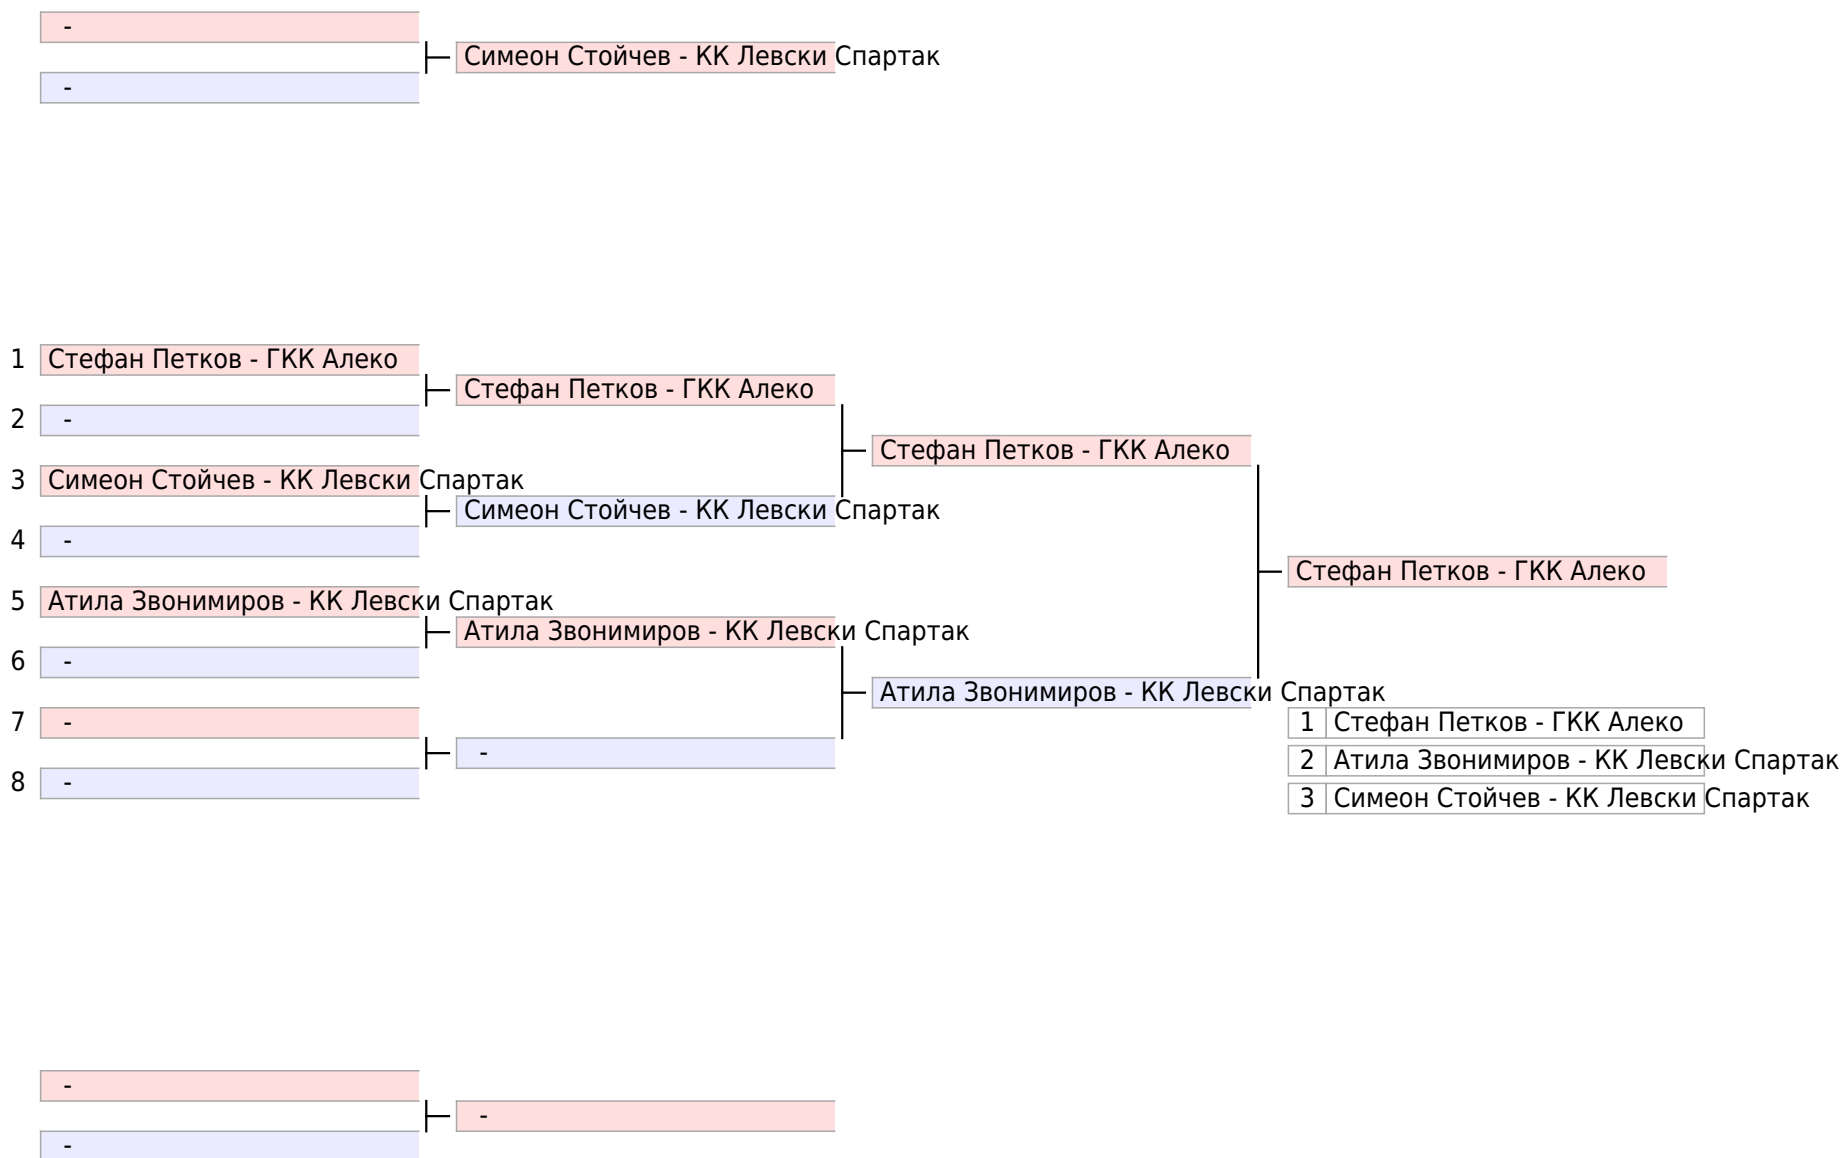 -
Симеон Стойчев - КК Левски Спартак
-
1 Стефан Петков - ГКК Алеко
Стефан Петков - ГКК Алеко
2 -
Стефан Петков - ГКК Алеко
3 Симеон Стойчев - КК Левски Спартак
Симеон Стойчев - КК Левски Спартак
4 -
Стефан Петков - ГКК Алеко
5 Атила Звонимиров - КК Левски Спартак
Атила Звонимиров - КК Левски Спартак
6 -
Атила Звонимиров - КК Левски Спартак
7 -
1 Стефан Петков - ГКК Алеко
-
2 Атила Звонимиров - КК Левски Спартак
8 -
3 Симеон Стойчев - КК Левски Спартак
-
-
-